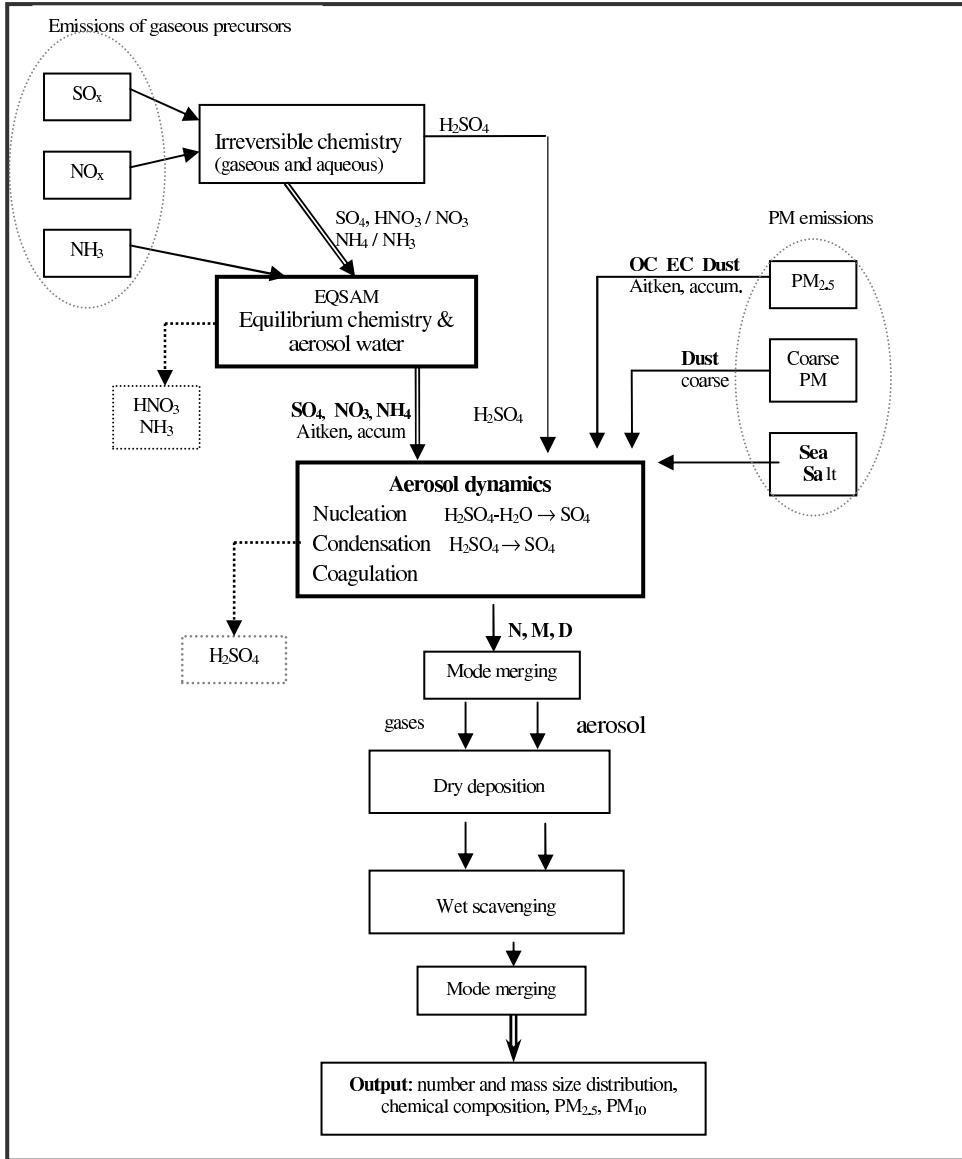 Emissions of gaseous precursors
SOₓ
NOₓ
NH₃
Irreversible chemistry
(gaseous and aqueous)
H₂SO₄
SO₄, HNO₃ / NO₃
NH₄ / NH₃
EQSAM
Equilibrium chemistry &
aerosol water
HNO₃
NH₃
SO₄, NO₃, NH₄
Aitken, accum
H₂SO₄
PM emissions
OC EC Dust
Aitken, accum.
PM₂.₅
Dust
coarse
Coarse
PM
Sea
Sa lt
Aerosol dynamics
Nucleation H₂SO₄-H₂O → SO₄
Condensation H₂SO₄ → SO₄
Coagulation
H₂SO₄
N, M, D
Mode merging
gases
aerosol
Dry deposition
Wet scavenging
Mode merging
Output: number and mass size distribution,
chemical composition, PM₂.₅, PM₁₀